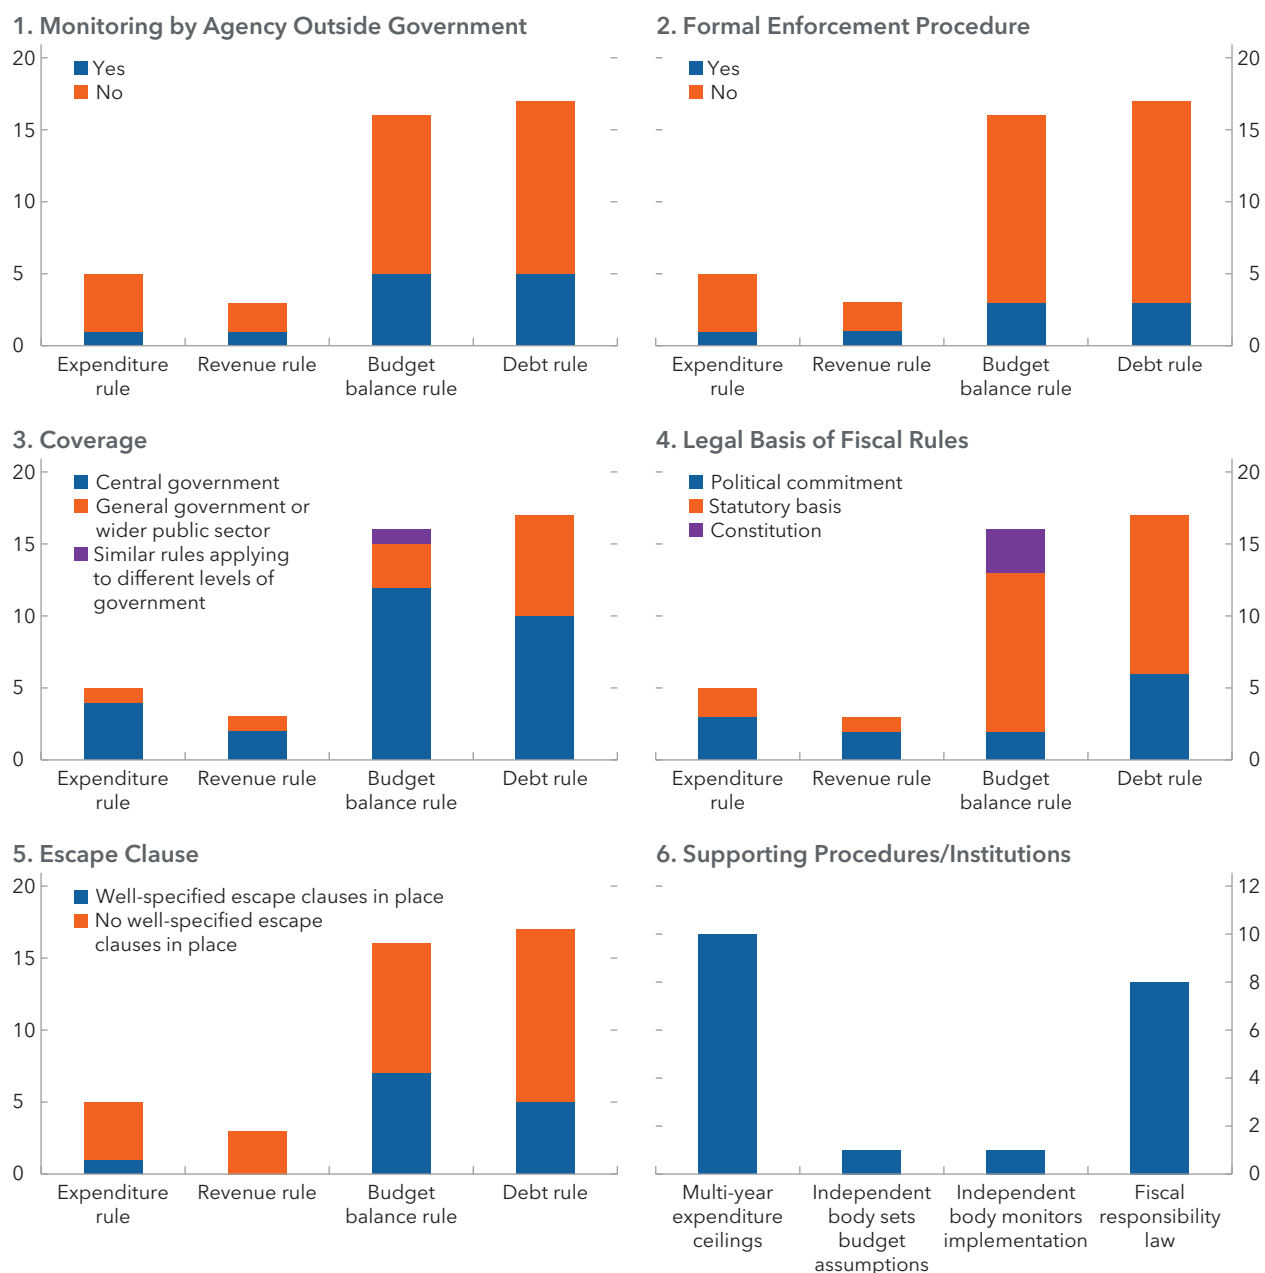 1. Monitoring by Agency Outside Government
20
15
10
5
0
Yes
No
Expenditure
rule
Revenue rule
Budget
balance rule
Debt rule
2. Formal Enforcement Procedure
Yes
No
20
15
10
5
0
Expenditure
rule
Revenue rule
Budget
balance rule
Debt rule
3. Coverage
20
15
10
5
0
Central government
General government or
wider public sector
Similar rules applying
to different levels of
government
Expenditure
rule
Revenue rule
Budget
balance rule
Debt rule
4. Legal Basis of Fiscal Rules
Political commitment
Statutory basis
Constitution
20
15
10
5
0
Expenditure
rule
Revenue rule
Budget
balance rule
Debt rule
5. Escape Clause
20
15
10
5
0
Well-specified escape clauses in place
No well-specified escape
clauses in place
Expenditure
rule
Revenue rule
Budget
balance rule
Debt rule
6. Supporting Procedures/Institutions
12
10
8
6
4
2
0
Multi-year
expenditure
ceilings
Independent
body sets
budget
assumptions
Independent
body monitors
implementation
Fiscal
responsibility
law